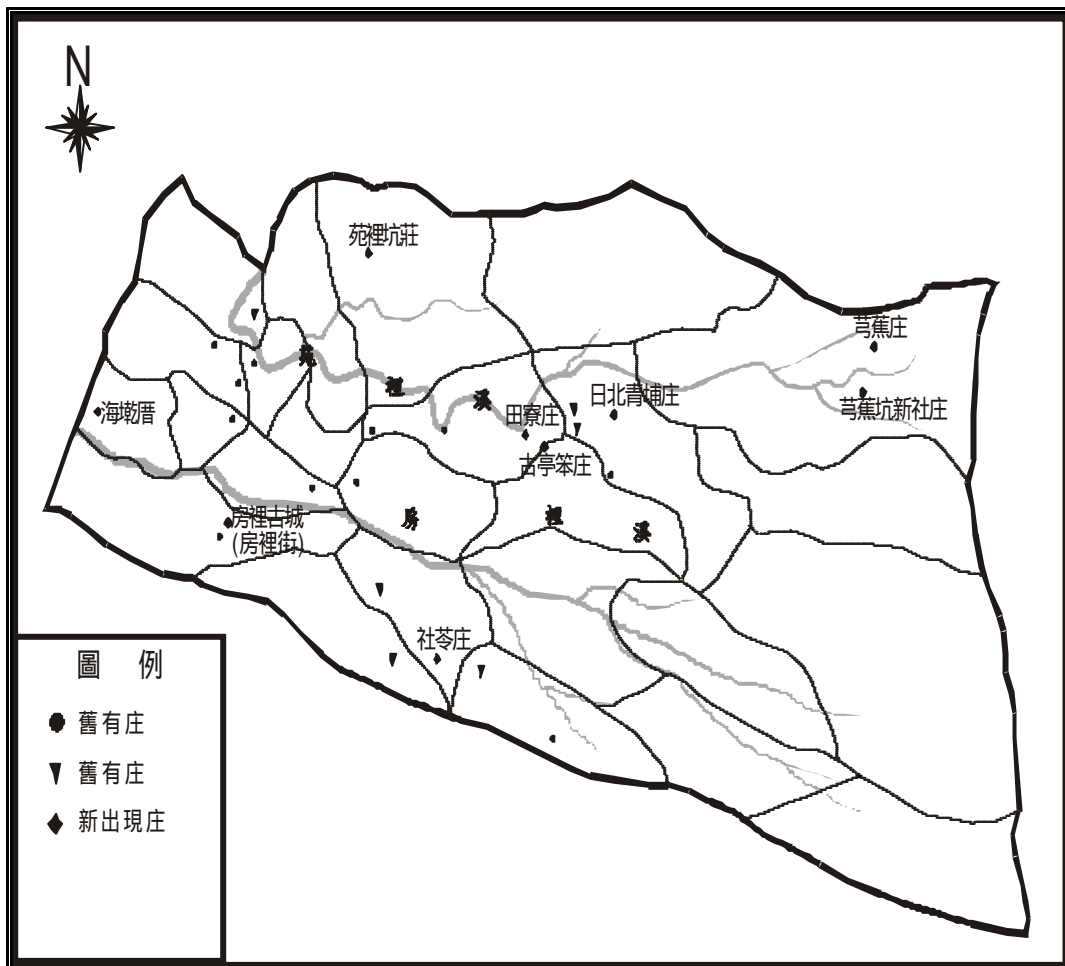 N
苑裡坑莊
芎蕉庄
芎蕉坑新社庄
苑裡溪
日北青埔庄
田寮庄
古亭笨庄
海墘厝
房裡溪
房裡古城
(房裡街)
社苓庄
圖例
舊有庄
舊有庄
新出現庄